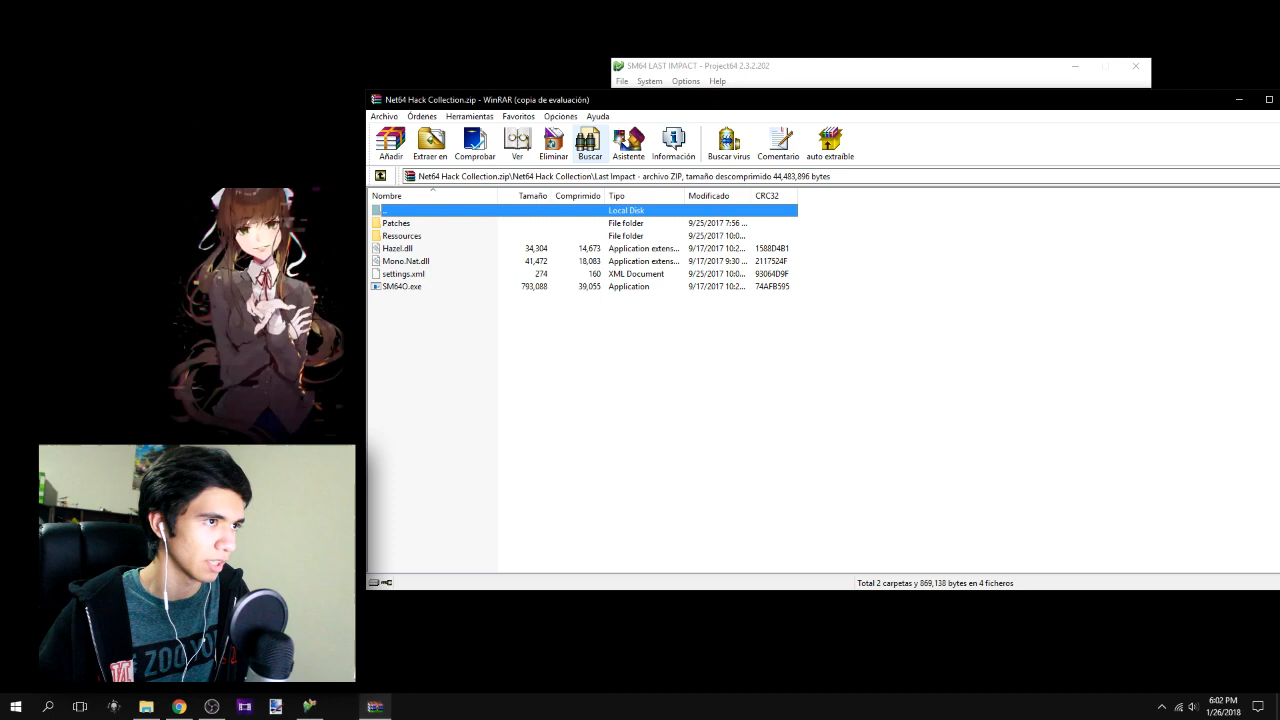 SM64 LAST IMPACT - Project64 2.3.2.202
File System Options Help
Net64 Hack Collection.zip - WinRAR (copia de evaluación)
Archivo Órdenes Herramientas Favoritos Opciones Ayuda
Añadir Extraer en Comprobar Ver Eliminar Buscar Asistente Información Buscar virus Comentario auto extraíble
Net64 Hack Collection.zip\Net64 Hack Collection\Last Impact - archivo ZIP, tamaño descomprimido 44,483,896 bytes
Nombre Tamaño Comprimido Tipo Modificado CRC32
.. Local Disk
Patches File folder 9/25/2017 7:56 ...
Ressources File folder 9/25/2017 10:0...
Hazel.dll 34,304 14,673 Application extens... 9/17/2017 10:2... 1588D4B1
Mono.Nat.dll 41,472 18,083 Application extens... 9/17/2017 9:30 ... 2117524F
settings.xml 274 160 XML Document 9/25/2017 10:0... 93064D9F
SM64O.exe 793,088 39,055 Application 9/17/2017 10:2... 74AFB595
ZOO YO
Total 2 carpetas y 869,138 bytes en 4 ficheros
6:02 PM
1/26/2018